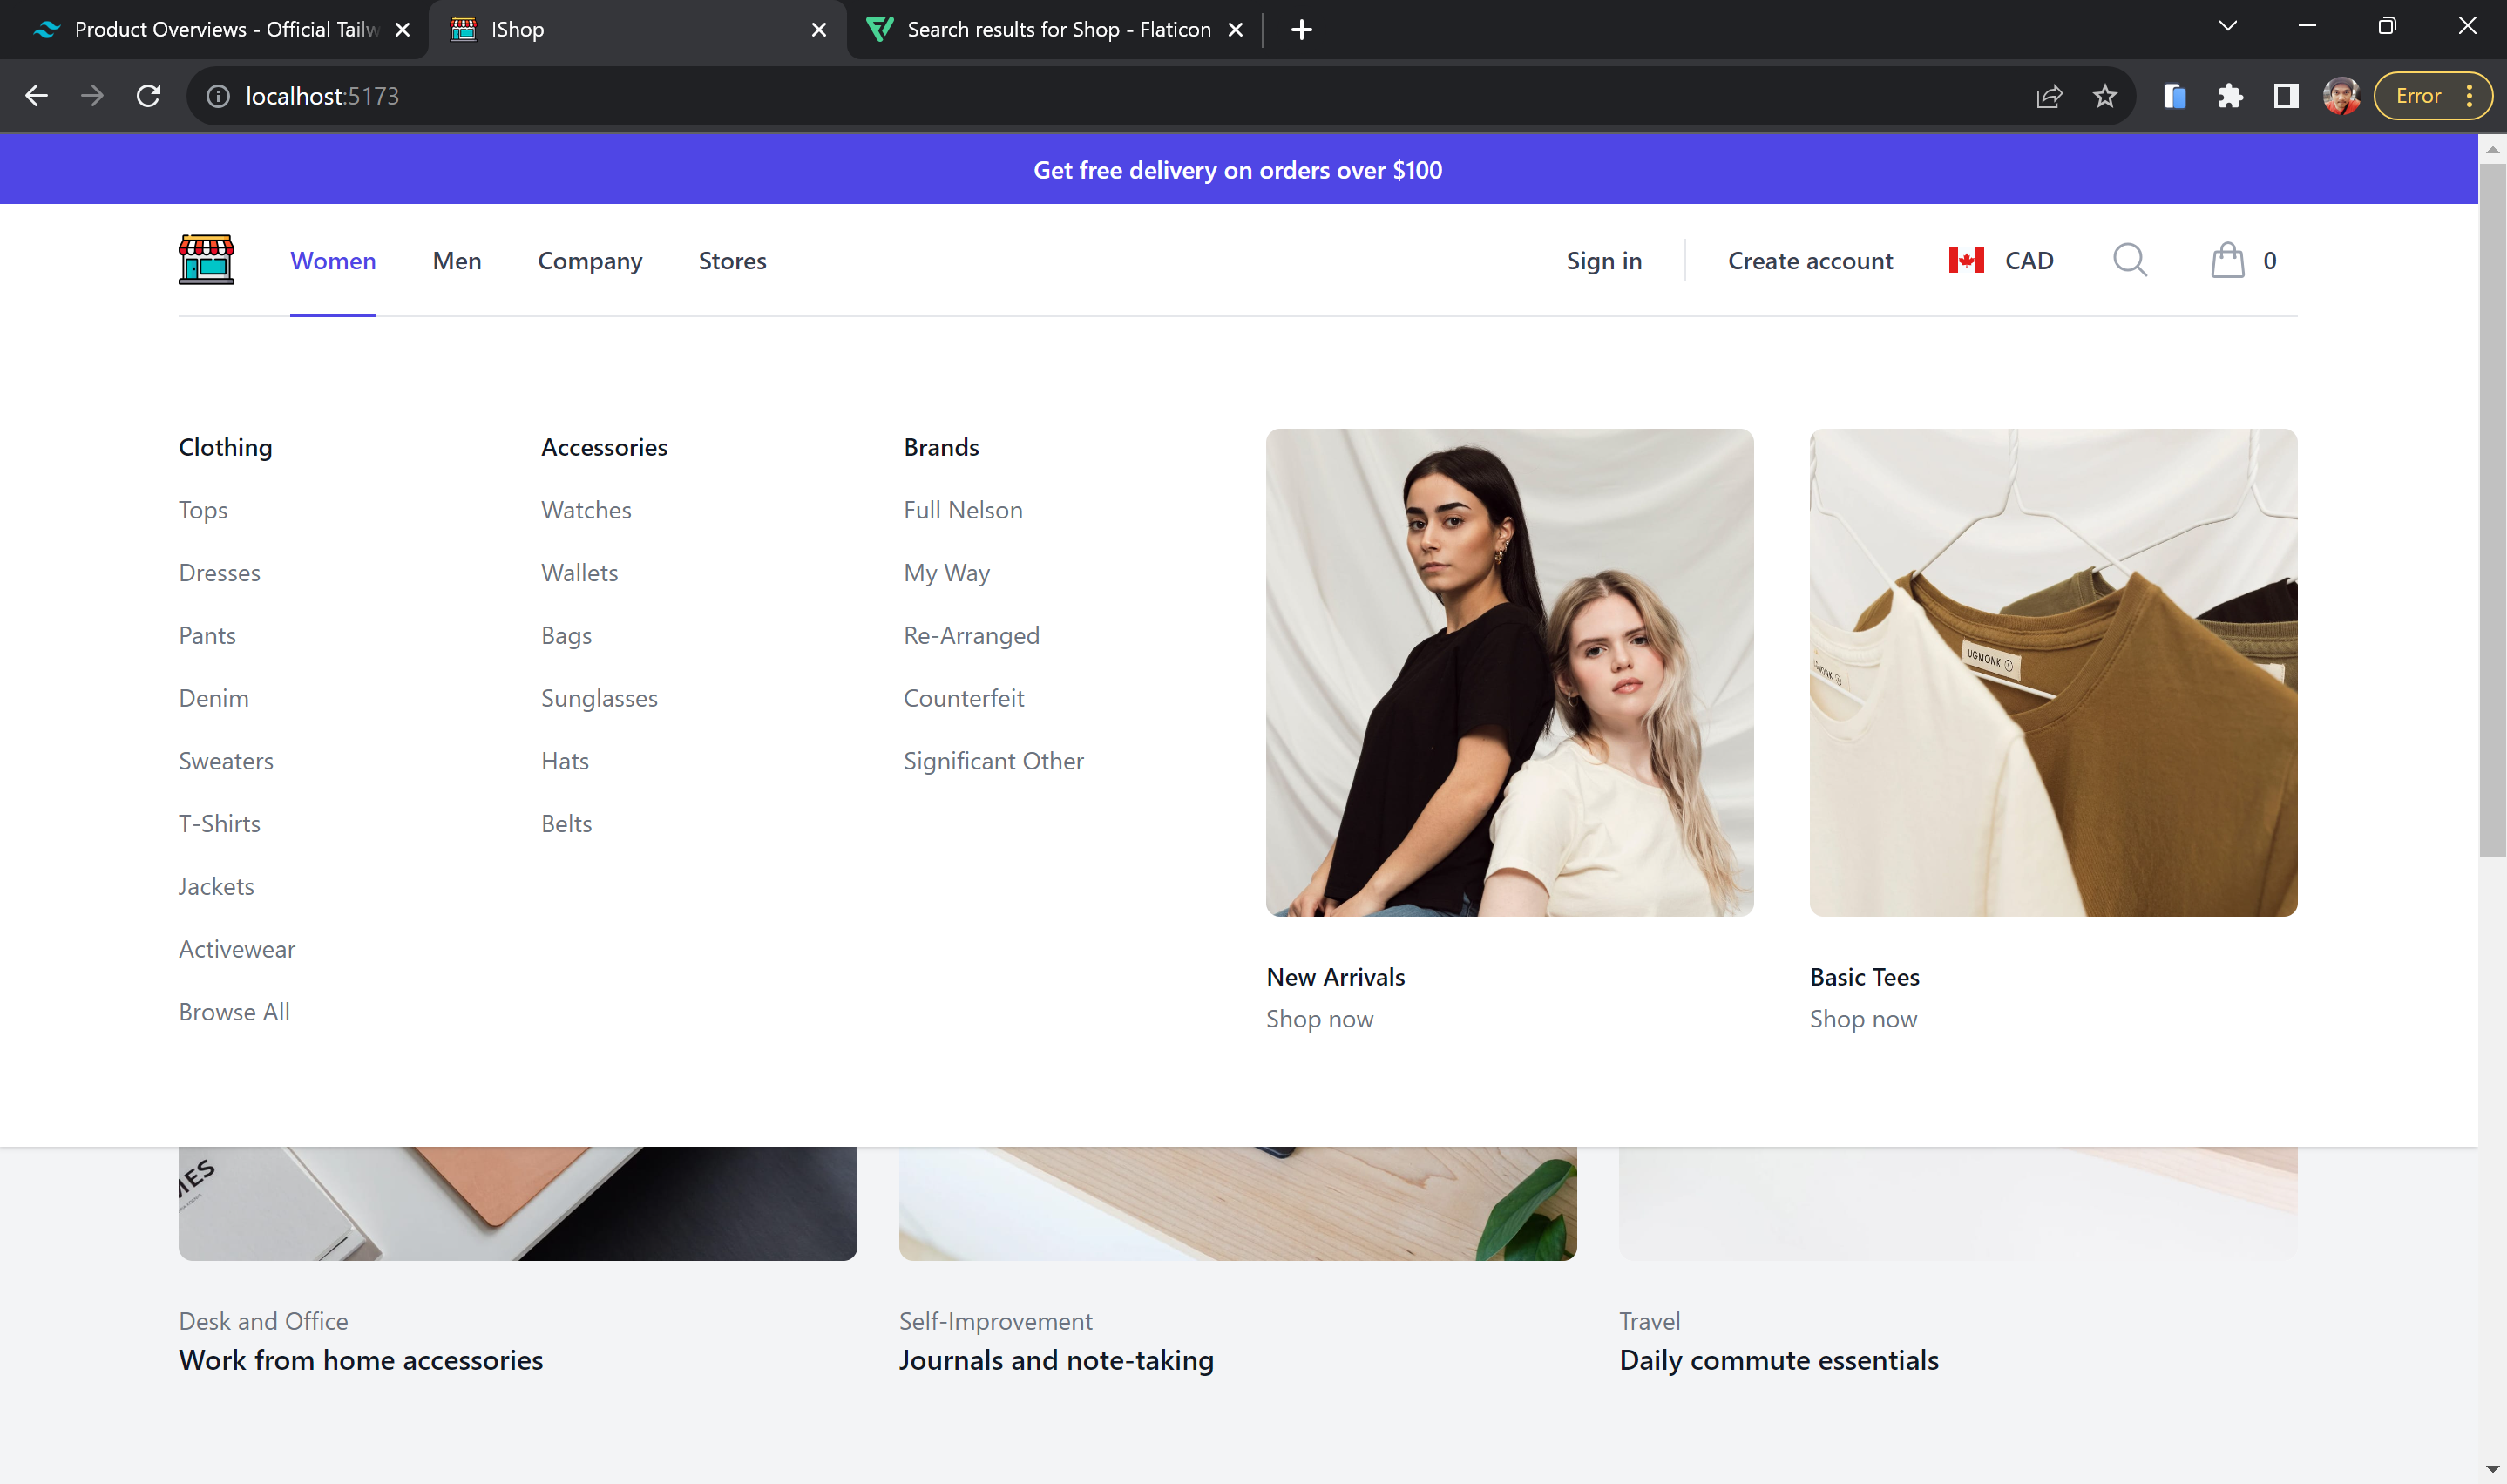 Product Overviews - Official Tailw
IShop
Search results for Shop - Flaticon
localhost:5173
Error
Get free delivery on orders over $100
Women
Men
Company
Stores
Sign in
Create account
CAD
0
Clothing
Tops
Dresses
Pants
Denim
Sweaters
T-Shirts
Jackets
Activewear
Browse All
Accessories
Watches
Wallets
Bags
Sunglasses
Hats
Belts
Brands
Full Nelson
My Way
Re-Arranged
Counterfeit
Significant Other
UGMONK
New Arrivals
Shop now
Basic Tees
Shop now
Desk and Office
Work from home accessories
Self-Improvement
Journals and note-taking
Travel
Daily commute essentials